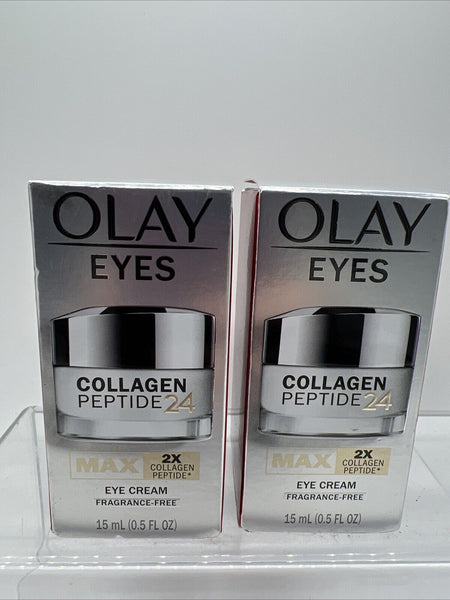 OLAY
EYES
COLLAGEN
PEPTIDE24
MAX 2X
COLLAGEN
PEPTIDE*
EYE CREAM
FRAGRANCE-FREE
15 mL (0.5 FL OZ)
OLAY
EYES
COLLAGEN
PEPTIDE24
MAX 2X
COLLAGEN
PEPTIDE*
EYE CREAM
FRAGRANCE-FREE
15 mL (0.5 FL OZ)